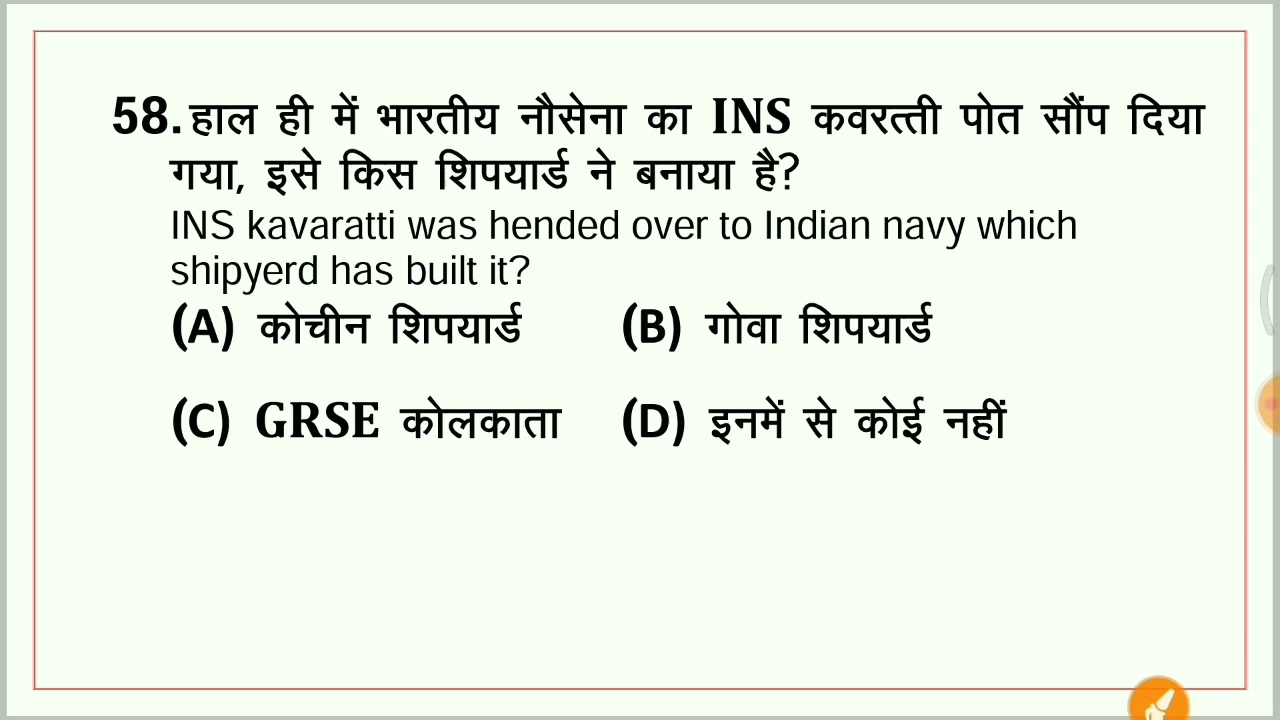 58. हाल ही में भारतीय नौसेना का INS कवरत्ती पोत सौंप दिया
गया, इसे किस शिपयार्ड ने बनाया है?
INS kavaratti was hended over to Indian navy which
shipyerd has built it?
(A) कोचीन शिपयार्ड (B) गोवा शिपयार्ड
(C) GRSE कोलकाता (D) इनमें से कोई नहीं